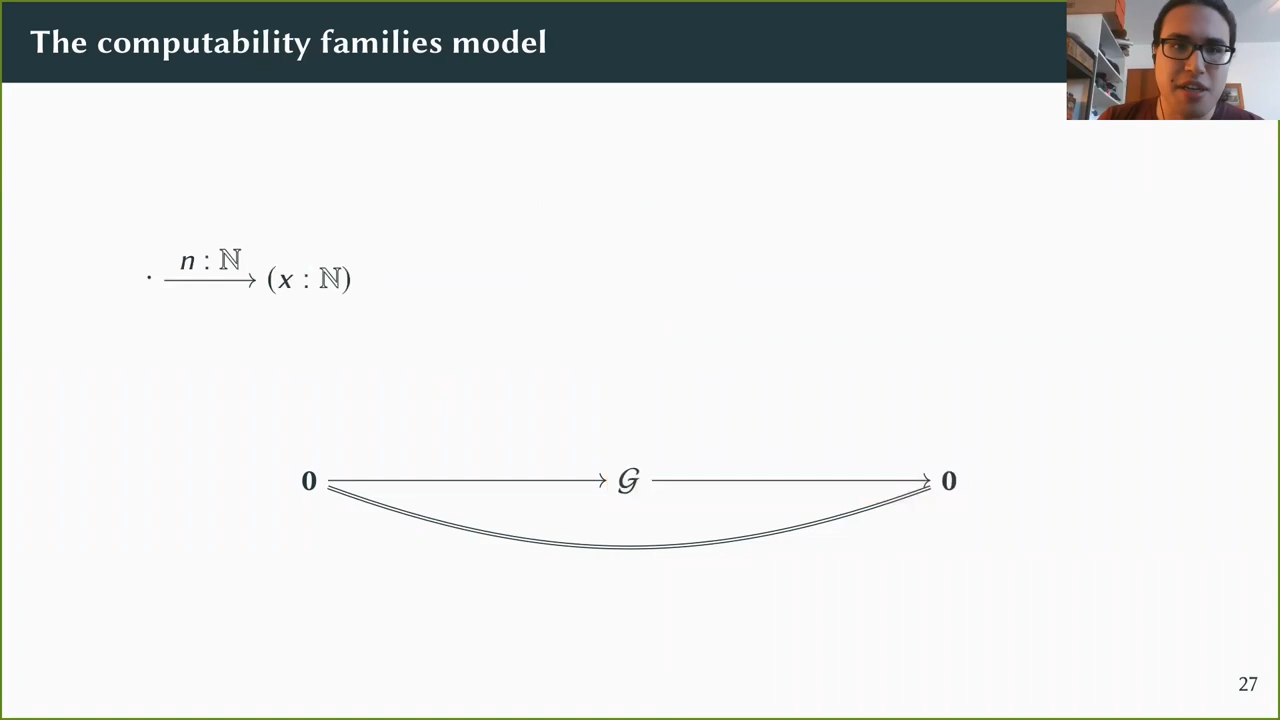 The computability families model
· n : ℕ ⟶ (x : ℕ)
0 ⟶ 𝒢 ⟶ 0
27